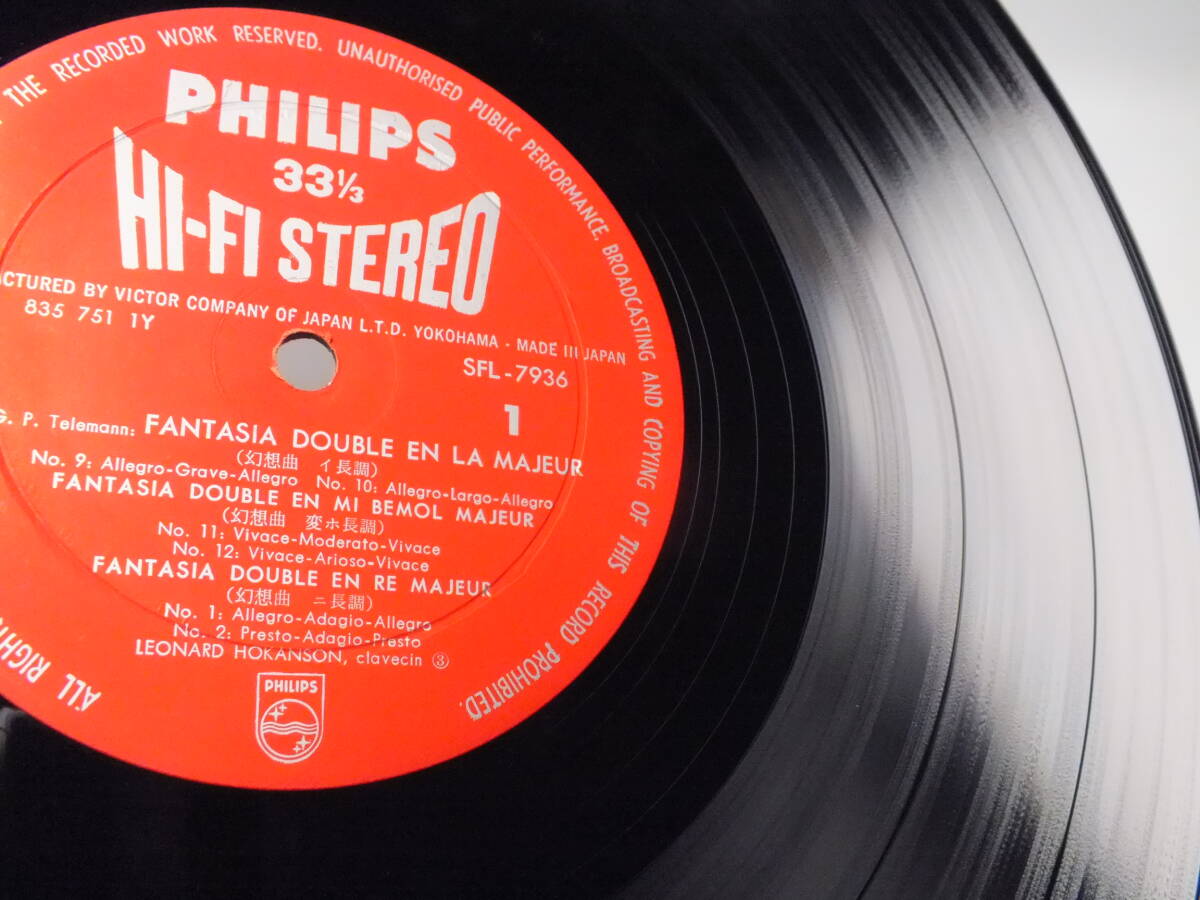 THE RECORDED WORK RESERVED. UNAUTHORISED PUBLIC PERFORMANCE. BROADCASTING AND COPYING OF THIS RECORD PROHIBITED.
PHILIPS
33⅓
HI-FI STEREO
ACTURED BY VICTOR COMPANY OF JAPAN L.T.D. YOKOHAMA - MADE IN JAPAN
835 751 1Y
SFL-7936
1
G. P. Telemann: FANTASIA DOUBLE EN LA MAJEUR
(幻想曲 イ長調)
No. 9: Allegro-Grave-Allegro No. 10: Allegro-Largo-Allegro
FANTASIA DOUBLE EN MI BEMOL MAJEUR
(幻想曲 変ホ長調)
No. 11: Vivace-Moderato-Vivace
No. 12: Vivace-Arioso-Vivace
FANTASIA DOUBLE EN RE MAJEUR
(幻想曲 ニ長調)
No. 1: Allegro-Adagio-Allegro
No. 2: Presto-Adagio-Presto
LEONARD HOKANSON, clavecin ③
PHILIPS
ALL RIGH